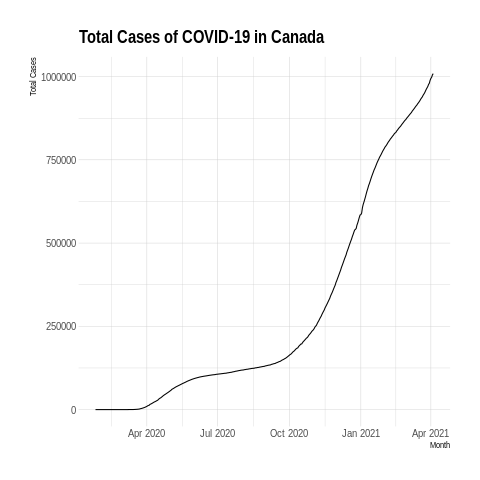 Total Cases of COVID-19 in Canada
Total Cases
1000000
750000
500000
250000
0
Apr 2020 Jul 2020 Oct 2020 Jan 2021 Apr 2021
Month